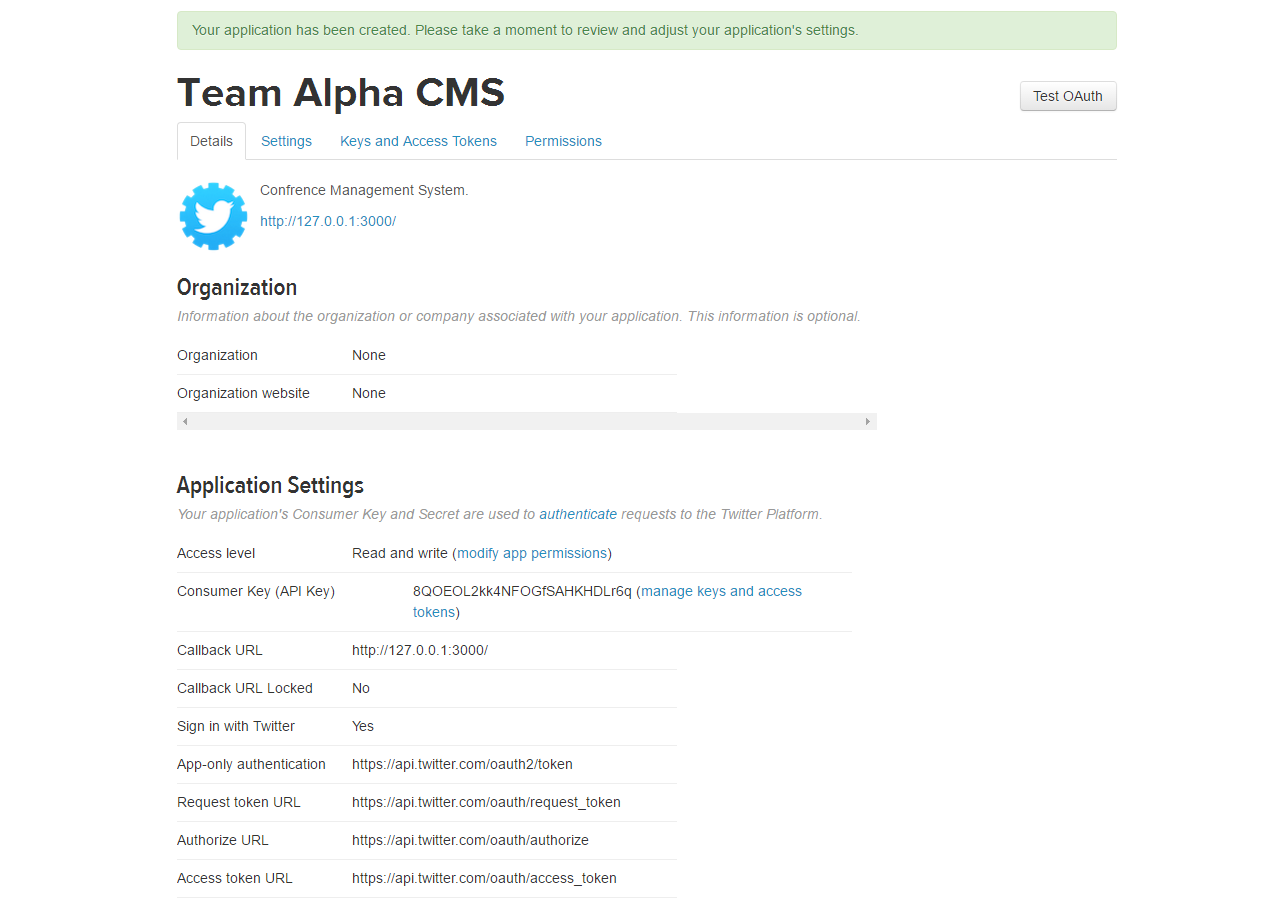 Your application has been created. Please take a moment to review and adjust your application's settings.
Team Alpha CMS
Test OAuth
Details Settings Keys and Access Tokens Permissions
Confrence Management System.
http://127.0.0.1:3000/
Organization
Information about the organization or company associated with your application. This information is optional.
Organization None
Organization website None
Application Settings
Your application's Consumer Key and Secret are used to authenticate requests to the Twitter Platform.
Access level Read and write (modify app permissions)
Consumer Key (API Key) 8QOEOL2kk4NFOGfSAHKHDLr6q (manage keys and access
tokens)
Callback URL http://127.0.0.1:3000/
Callback URL Locked No
Sign in with Twitter Yes
App-only authentication https://api.twitter.com/oauth2/token
Request token URL https://api.twitter.com/oauth/request_token
Authorize URL https://api.twitter.com/oauth/authorize
Access token URL https://api.twitter.com/oauth/access_token